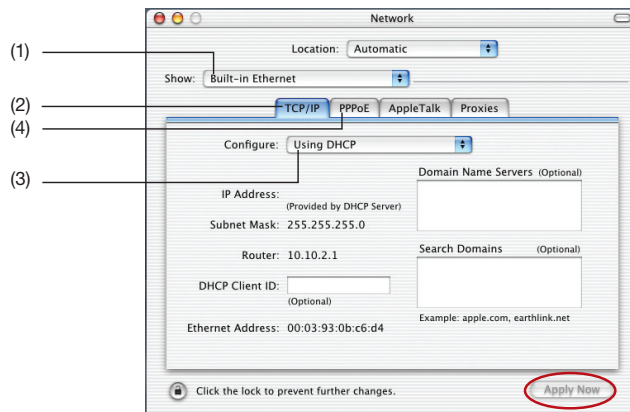 Network
Location: Automatic
(1)
Show: Built-in Ethernet
(2)
TCP/IP PPPoE AppleTalk Proxies
(4)
Configure: Using DHCP
(3)
Domain Name Servers (Optional)
IP Address:
(Provided by DHCP Server)
Subnet Mask: 255.255.255.0
Router: 10.10.2.1
Search Domains (Optional)
DHCP Client ID:
(Optional)
Example: apple.com, earthlink.net
Ethernet Address: 00:03:93:0b:c6:d4
Click the lock to prevent further changes.
Apply Now